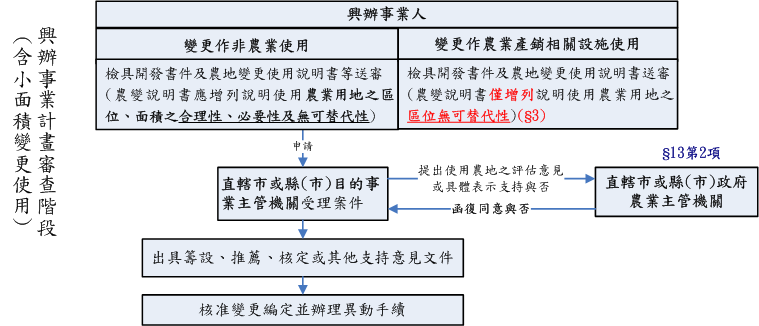 興辦事業計畫審查階段
（含小面積變更使用）
興辦事業人
變更作非農業使用
檢具開發書件及農地變更使用說明書等送審
（農變說明書應增列說明使用農業用地之區
位、面積之合理性、必要性及無可替代性）
變更作農業產銷相關設施使用
檢具開發書件及農地變更使用說明書送審
（農變說明書僅增列說明使用農業用地之
區位無可替代性）(§3)
申請
直轄市或縣(市)目的事
業主管機關受理案件
提出使用農地之評估意見
或具體表示支持與否
函復同意與否
§13第2項
直轄市或縣(市)政府
農業主管機關
出具籌設、推薦、核定或其他支持意見文件
核准變更編定並辦理異動手續